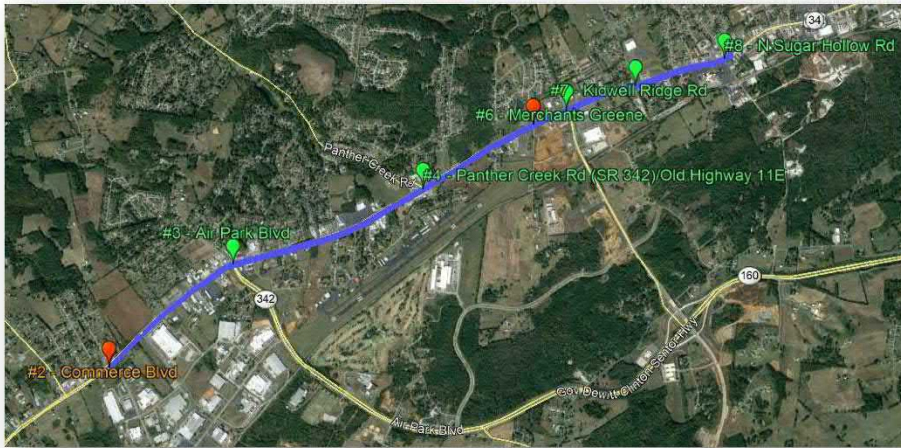 34
#8 - N Sugar Hollow Rd
#7 - Kidwell Ridge Rd
#6 - Merchants Greene
Panther Creek Rd
#4 - Panther Creek Rd (SR 342)/Old Highway 11E
#3 - Air Park Blvd
160
342
#2 - Commerce Blvd
Gov Dewitt Clinton Senter Hwy
Air Park Blvd